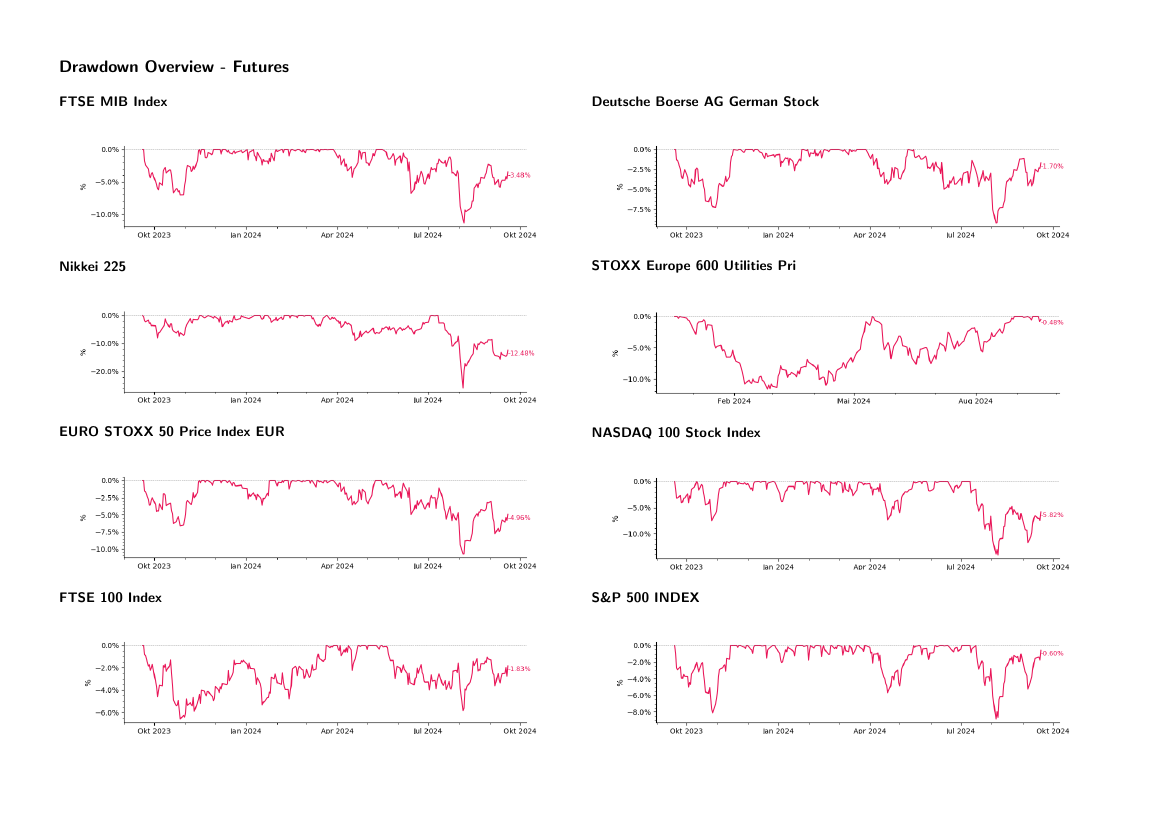 Drawdown Overview - Futures
FTSE MIB Index
0.0%
−5.0%
−10.0%
%
-3.48%
Okt 2023
Jan 2024
Apr 2024
Jul 2024
Okt 2024
Deutsche Boerse AG German Stock
0.0%
−2.5%
−5.0%
−7.5%
%
-1.70%
Okt 2023
Jan 2024
Apr 2024
Jul 2024
Okt 2024
Nikkei 225
0.0%
−10.0%
−20.0%
%
-12.48%
Okt 2023
Jan 2024
Apr 2024
Jul 2024
Okt 2024
STOXX Europe 600 Utilities Pri
0.0%
−5.0%
−10.0%
%
-0.48%
Feb 2024
Mai 2024
Aug 2024
EURO STOXX 50 Price Index EUR
0.0%
−2.5%
−5.0%
−7.5%
−10.0%
%
-4.96%
Okt 2023
Jan 2024
Apr 2024
Jul 2024
Okt 2024
NASDAQ 100 Stock Index
0.0%
−5.0%
−10.0%
%
-5.82%
Okt 2023
Jan 2024
Apr 2024
Jul 2024
Okt 2024
FTSE 100 Index
0.0%
−2.0%
−4.0%
−6.0%
%
-1.83%
Okt 2023
Jan 2024
Apr 2024
Jul 2024
Okt 2024
S&P 500 INDEX
0.0%
−2.0%
−4.0%
−6.0%
−8.0%
%
-0.60%
Okt 2023
Jan 2024
Apr 2024
Jul 2024
Okt 2024